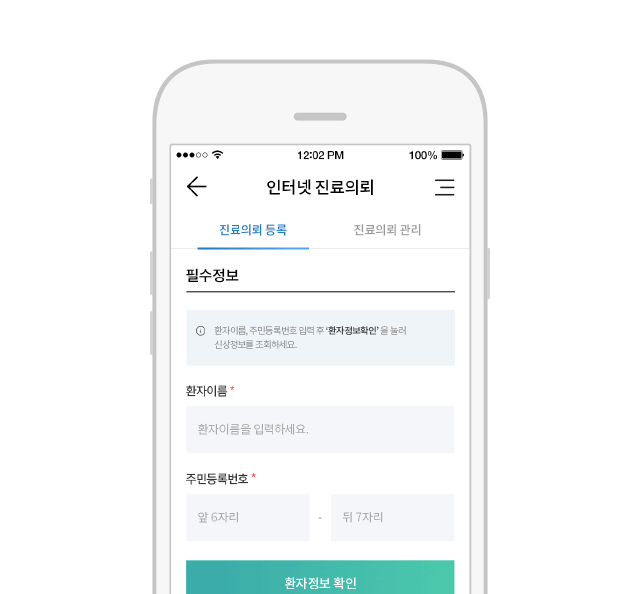 12:02 PM 100%
인터넷 진료의뢰
진료의뢰 등록 진료의뢰 관리
필수정보
환자이름, 주민등록번호 입력 후 '환자정보확인' 을 눌러
신상정보를 조회하세요.
환자이름 *
환자이름을 입력하세요.
주민등록번호 *
앞 6자리 - 뒤 7자리
환자정보 확인